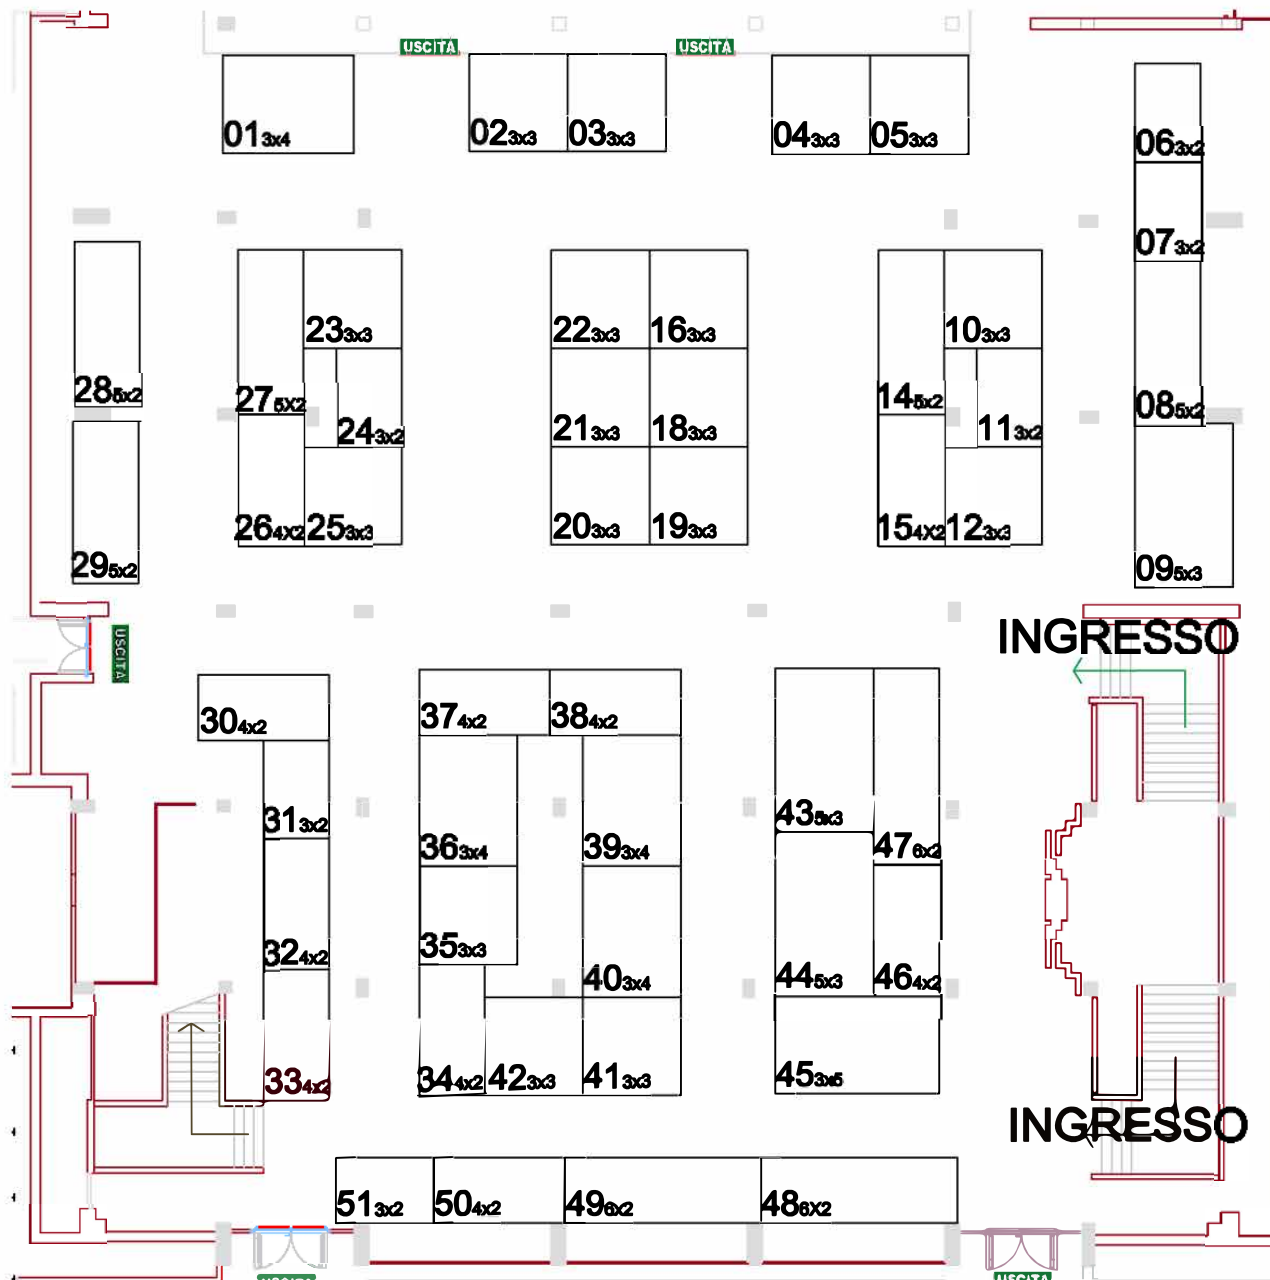 USCITA
USCITA
01 3x4
02 3x3
03 3x3
04 3x3
05 3x3
06 3x2
07 3x2
23 3x3
22 3x3
16 3x3
10 3x3
28 5x2
27 5X2
24 3x2
21 3x3
18 3x3
14 5x2
11 3x2
08 5x2
26 4X2
25 3x3
20 3x3
19 3x3
15 4X2
12 3x3
29 5x2
09 5x3
USCITA
INGRESSO
30 4x2
37 4x2
38 4x2
31 3x2
36 3x4
39 3x4
43 5x3
47 6x2
32 4x2
35 3x3
40 3x4
44 5x3
46 4x2
33 4x2
34 4x2
42 3x3
41 3x3
45 3x5
INGRESSO
51 3x2
50 4x2
49 6x2
48 6X2
USCITA
USCITA